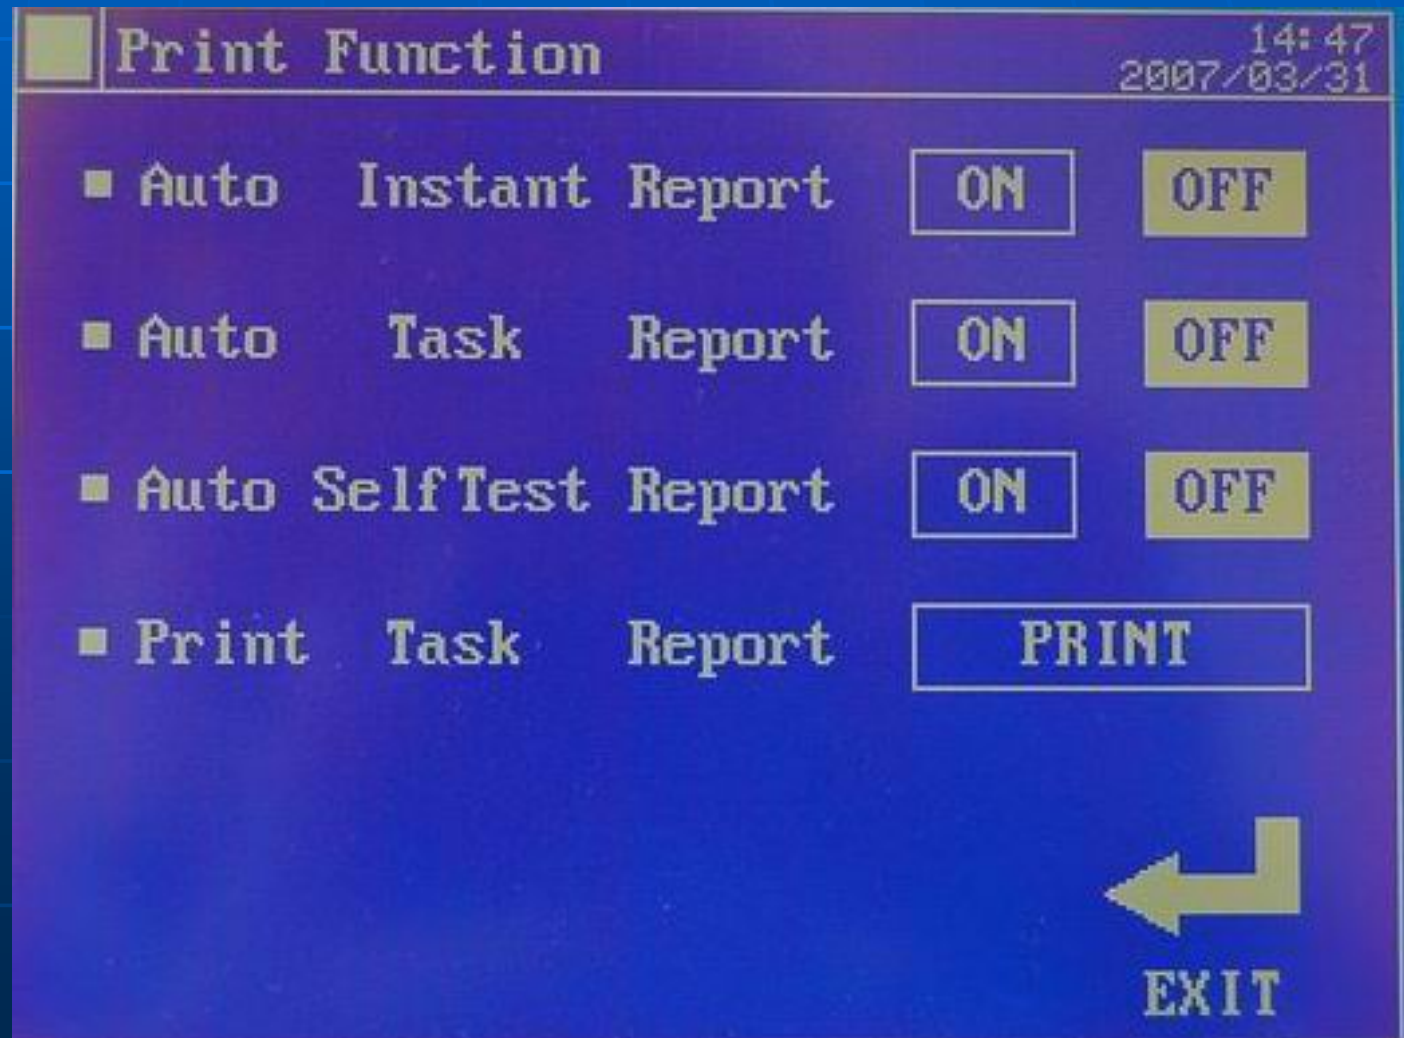 Print Function
14:47
2007/03/31
Auto Instant Report ON OFF
Auto Task Report ON OFF
Auto SelfTest Report ON OFF
Print Task Report PRINT
EXIT